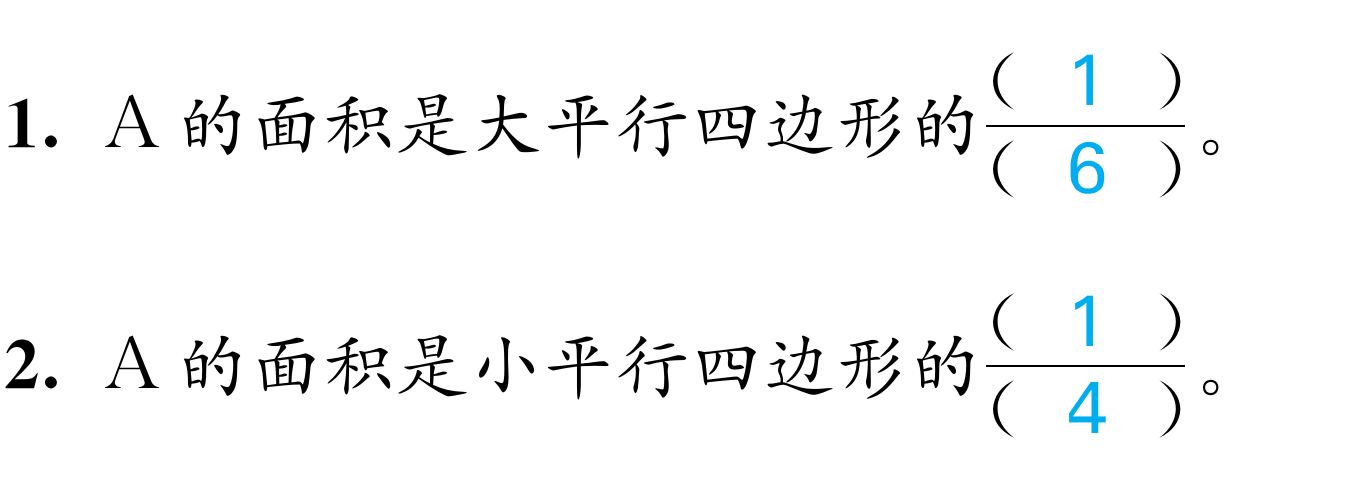 1. A 的面积是大平行四边形的( 1 )/( 6 )。
2. A 的面积是小平行四边形的( 1 )/( 4 )。